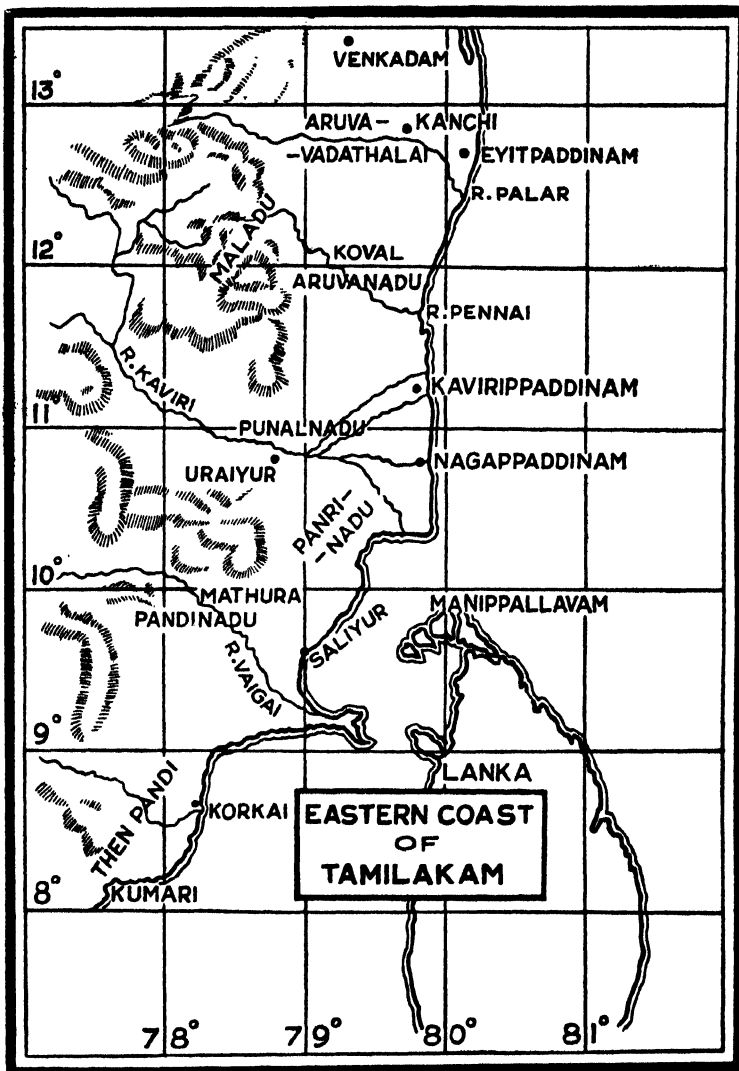 VENKADAM
13°
ARUVA- KANCHI
-VADATHALAI EYITPADDINAM
R. PALAR
MALADU
12°
KOVAL
ARUVANADU
R. PENNAI
R. KAVIRI
KAVIRIPPADDINAM
11°
PUNALNADU
URAIYUR
NAGAPPADDINAM
PANRI-
-NADU
10°
MATHURA
MANIPPALLAVAM
PANDINADU
SALIYUR
R. VAIGAI
9°
LANKA
THEN PANDI
KORKAI
EASTERN COAST
OF
TAMILAKAM
8°
KUMARI
78° 79° 80° 81°